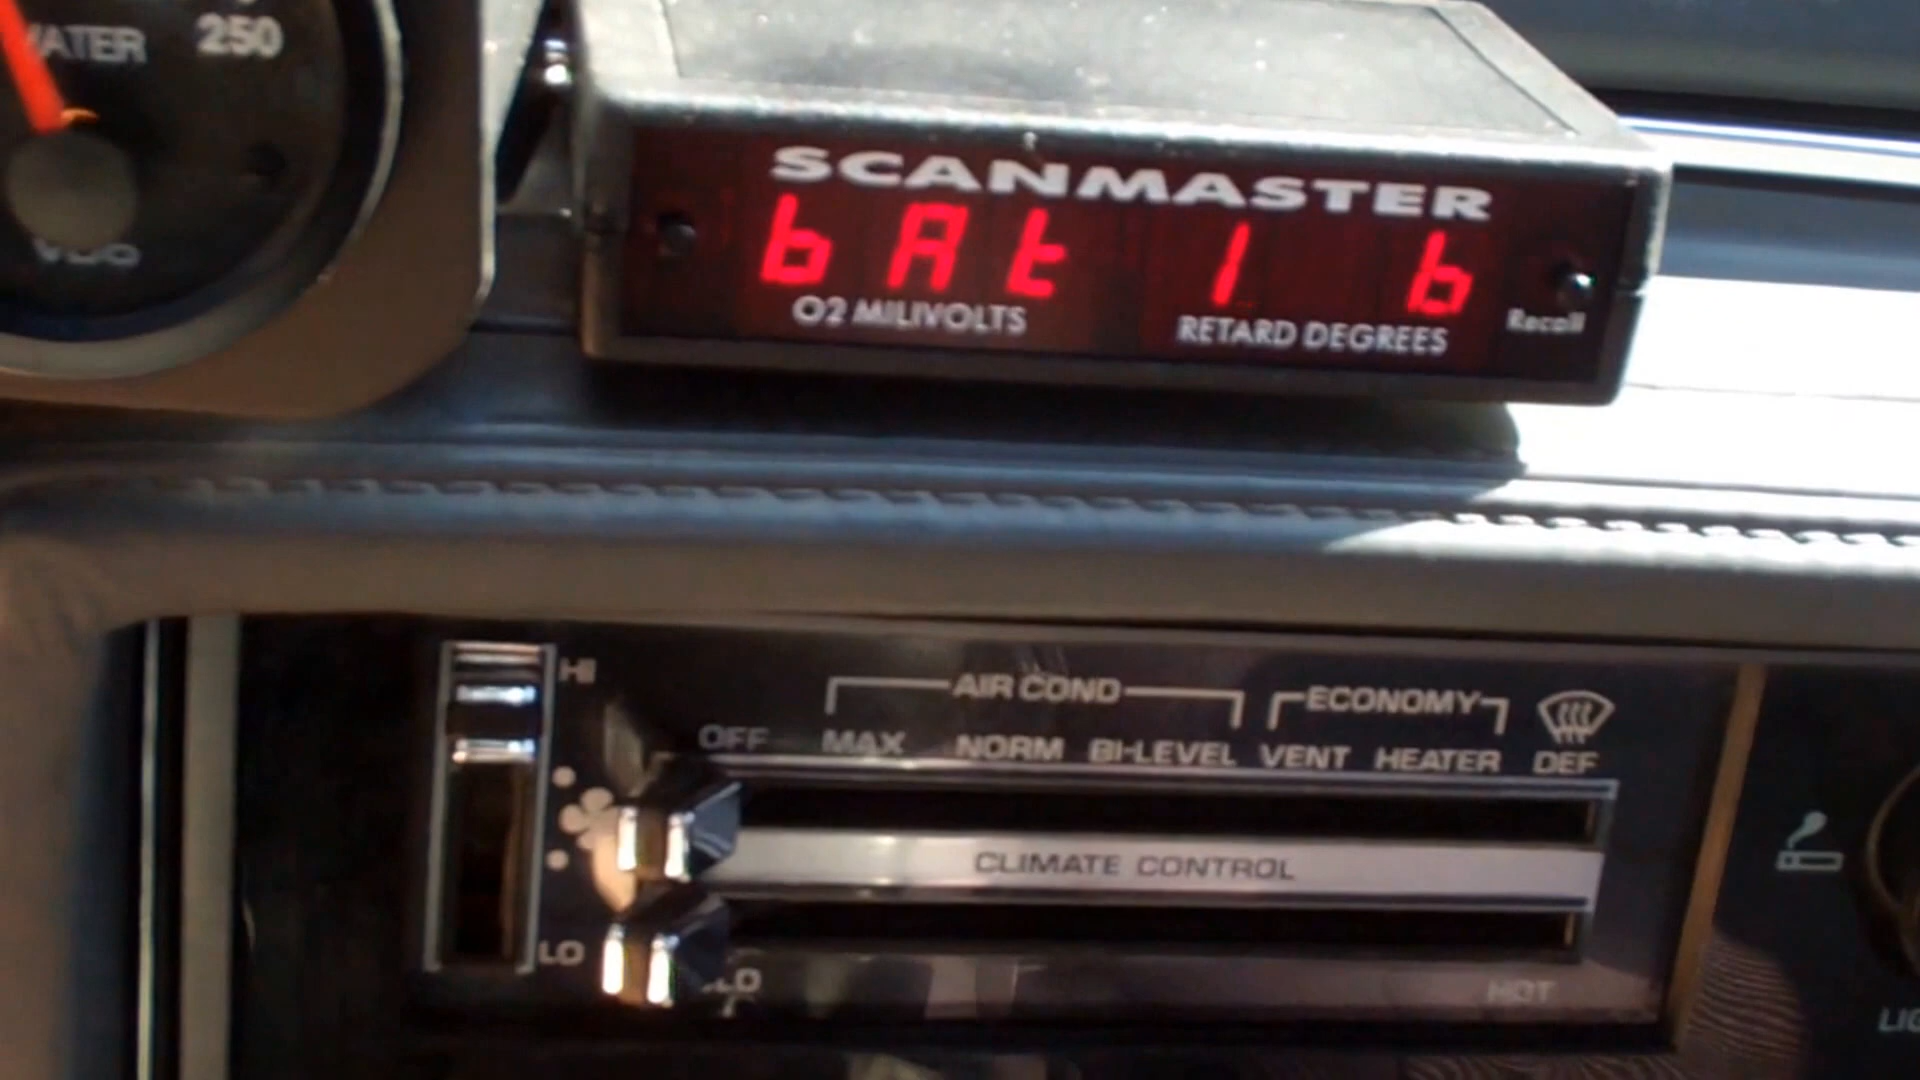 WATER 250
VDO
SCANMASTER
bAt 1 6
O2 MILIVOLTS RETARD DEGREES Recall
HI
AIR COND ECONOMY
OFF MAX NORM BI-LEVEL VENT HEATER DEF
CLIMATE CONTROL
LO
HOT